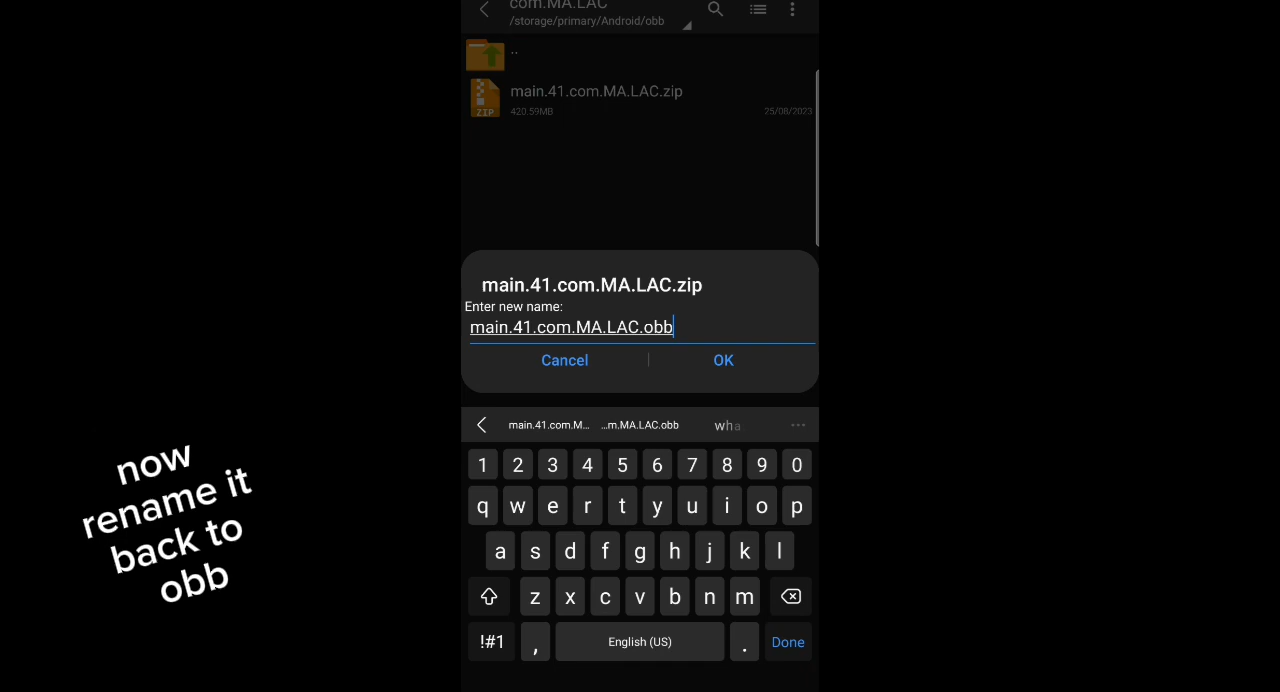 com.MA.LAC
/storage/primary/Android/obb
..
main.41.com.MA.LAC.zip
ZIP
420.59MB
25/08/2023
main.41.com.MA.LAC.zip
Enter new name:
main.41.com.MA.LAC.obb
Cancel
OK
main.41.com.M...
...m.MA.LAC.obb
wha
...
1 2 3 4 5 6 7 8 9 0
q w e r t y u i o p
a s d f g h j k l
z x c v b n m
!#1 , English (US) . Done
now
rename it
back to
obb